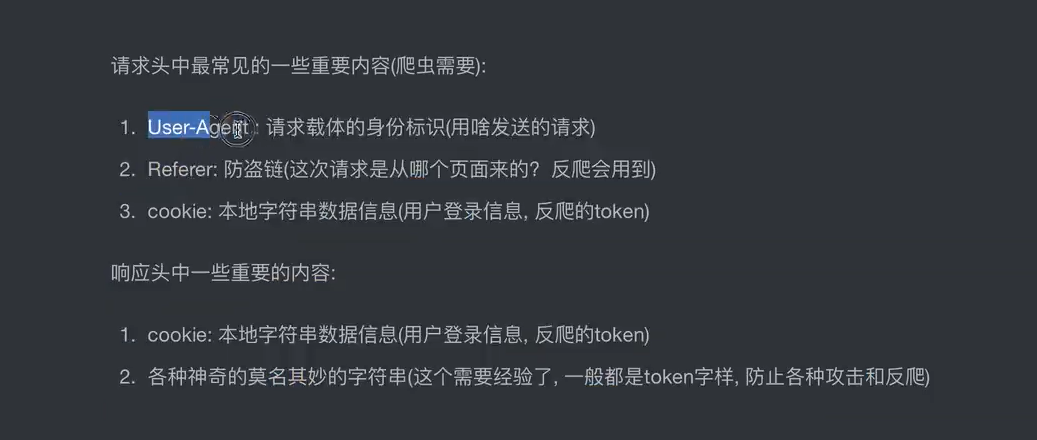 请求头中最常见的一些重要内容(爬虫需要):
1. User-Agent : 请求载体的身份标识(用啥发送的请求)
2. Referer: 防盗链(这次请求是从哪个页面来的? 反爬会用到)
3. cookie: 本地字符串数据信息(用户登录信息, 反爬的token)
响应头中一些重要的内容:
1. cookie: 本地字符串数据信息(用户登录信息, 反爬的token)
2. 各种神奇的莫名其妙的字符串(这个需要经验了, 一般都是token字样, 防止各种攻击和反爬)